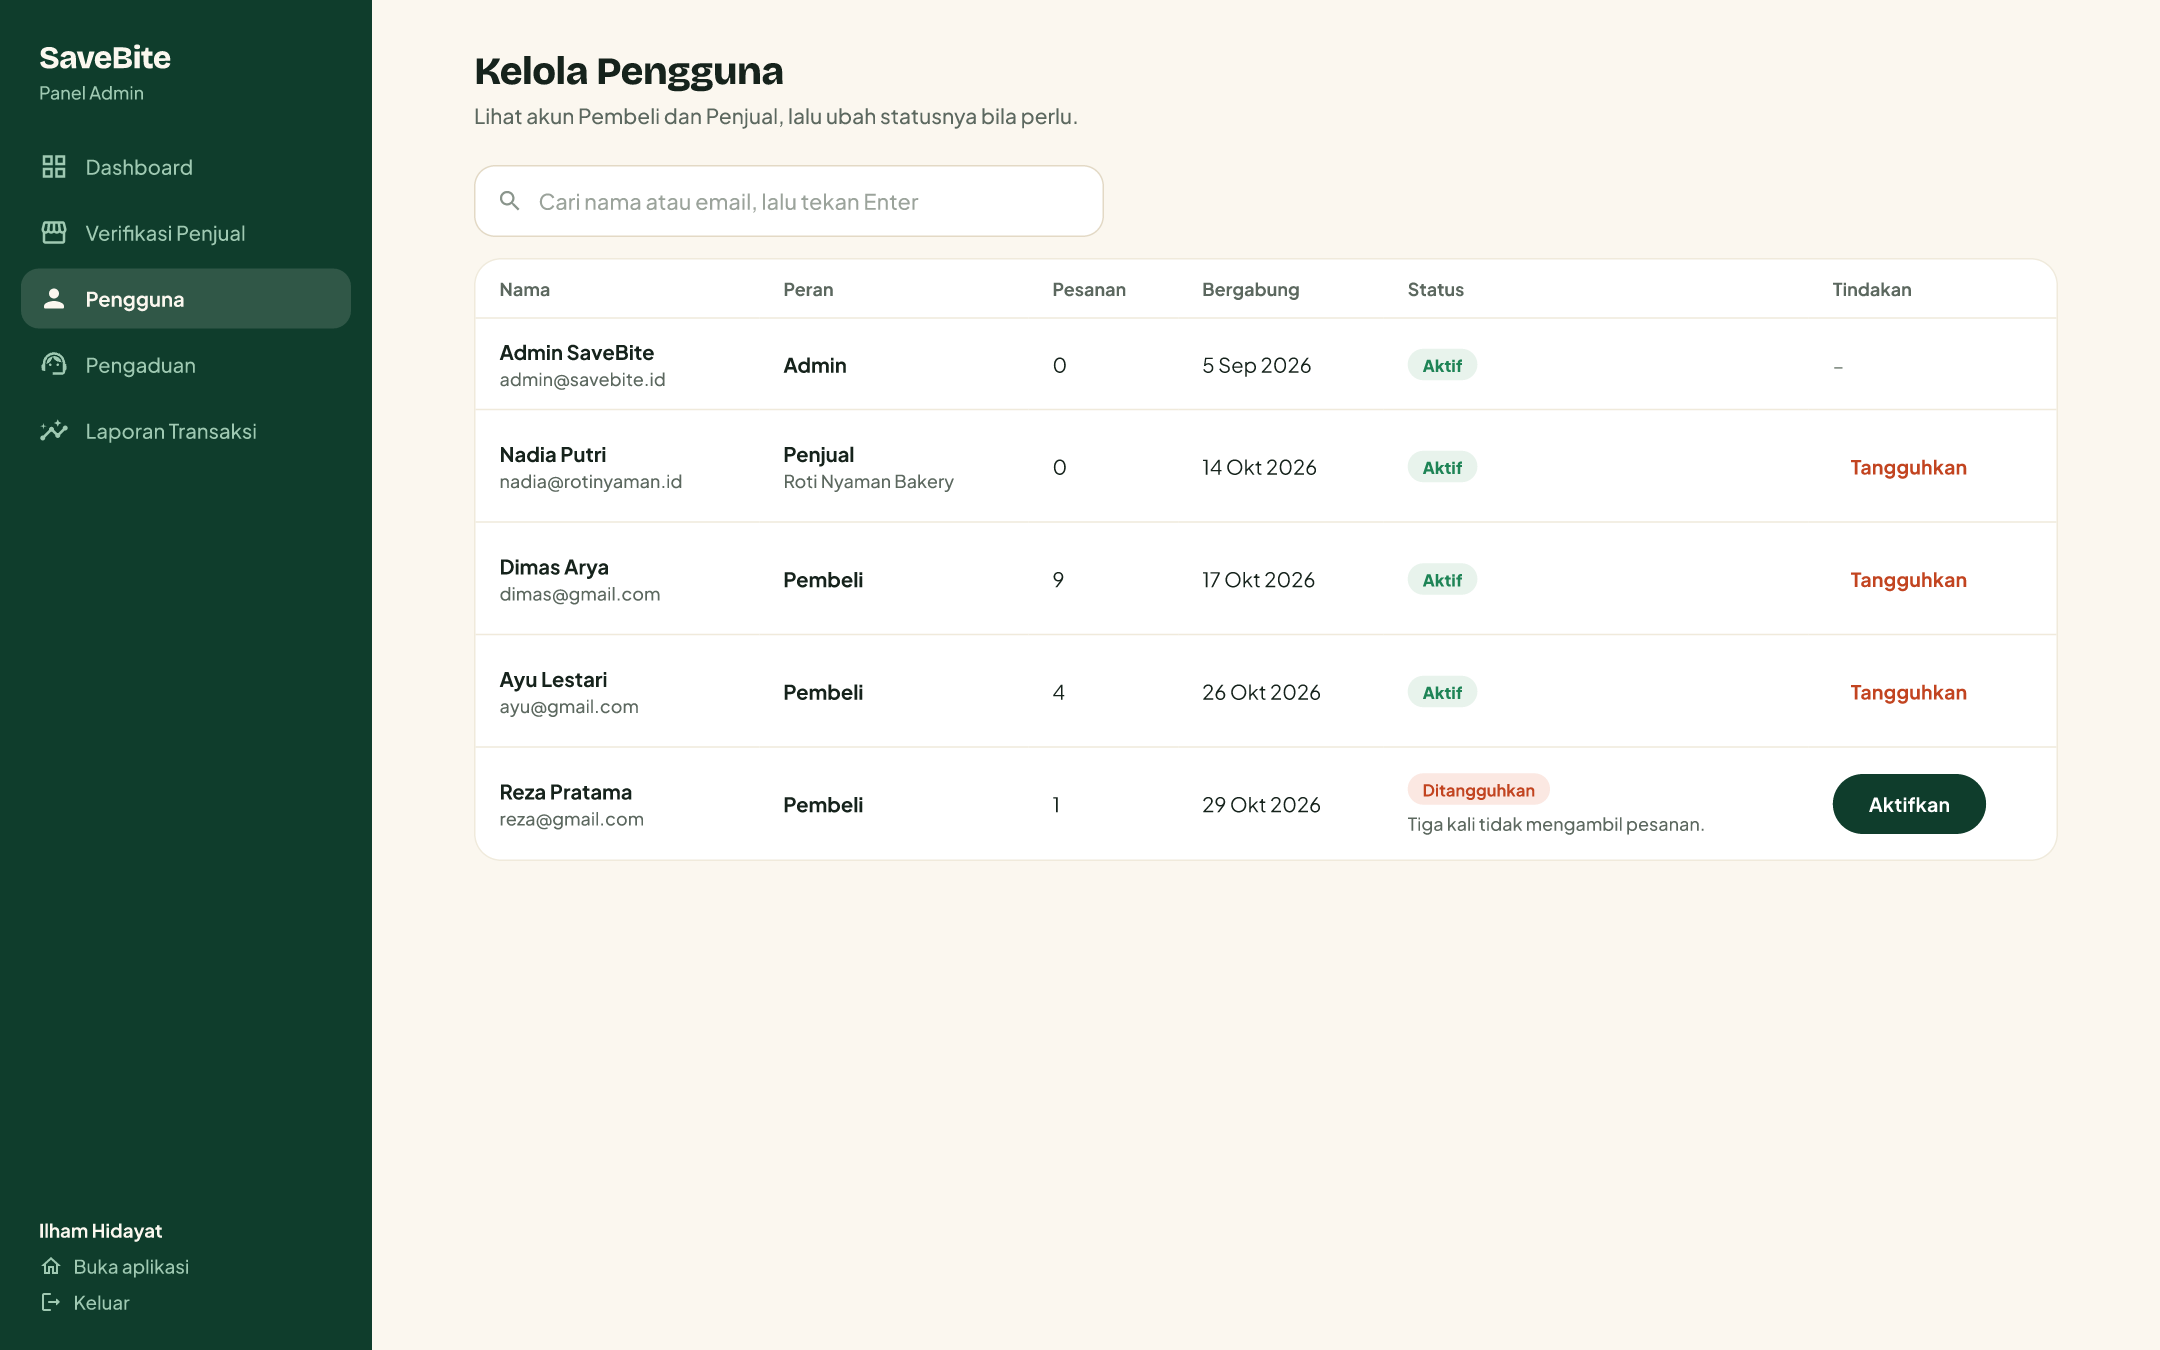 SaveBite
Panel Admin
Dashboard
Verifikasi Penjual
Pengguna
Pengaduan
Laporan Transaksi
Ilham Hidayat
Buka aplikasi
Keluar
Kelola Pengguna
Lihat akun Pembeli dan Penjual, lalu ubah statusnya bila perlu.
Cari nama atau email, lalu tekan Enter
Nama Peran Pesanan Bergabung Status Tindakan
Admin SaveBite
admin@savebite.id
Admin 0 5 Sep 2026 Aktif –
Nadia Putri
nadia@rotinyaman.id
Penjual
Roti Nyaman Bakery
0 14 Okt 2026 Aktif Tangguhkan
Dimas Arya
dimas@gmail.com
Pembeli 9 17 Okt 2026 Aktif Tangguhkan
Ayu Lestari
ayu@gmail.com
Pembeli 4 26 Okt 2026 Aktif Tangguhkan
Reza Pratama
reza@gmail.com
Pembeli 1 29 Okt 2026 Ditangguhkan
Tiga kali tidak mengambil pesanan.
Aktifkan